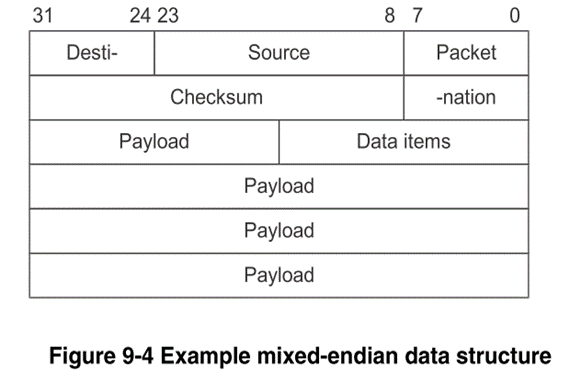 31 24 23 8 7 0
Desti- Source Packet
Checksum -nation
Payload Data items
Payload
Payload
Payload
Figure 9-4 Example mixed-endian data structure